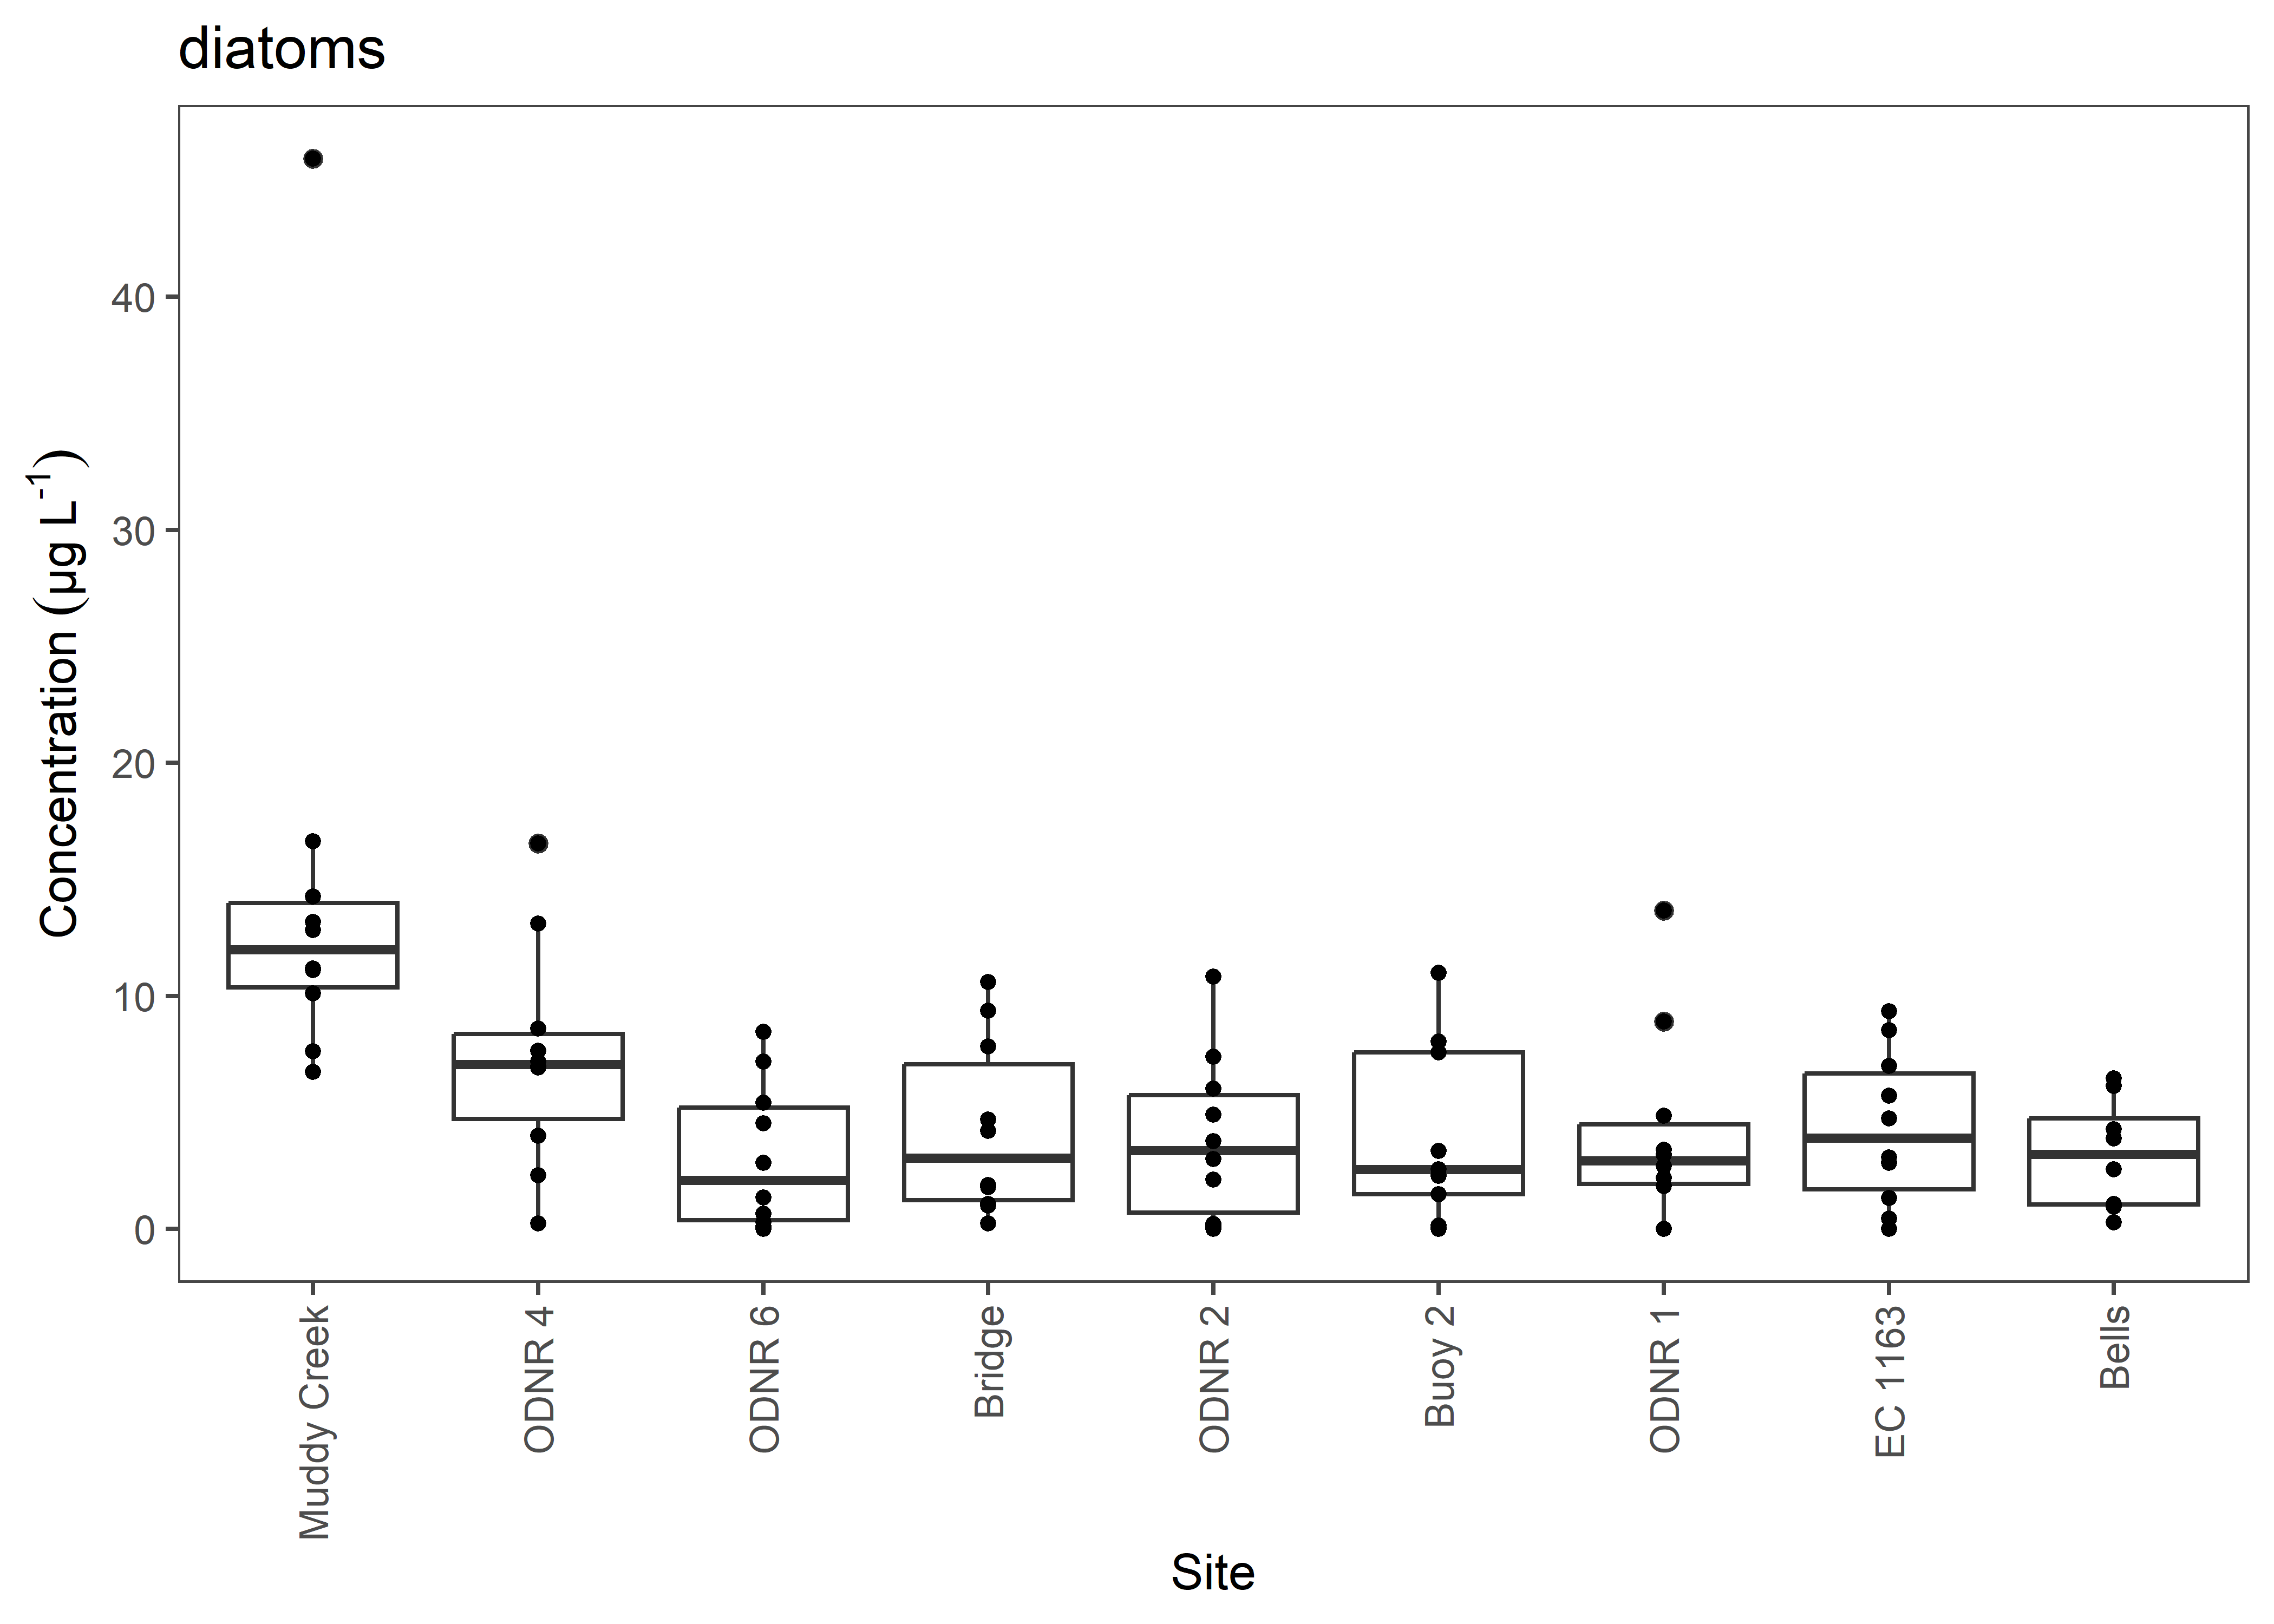 diatoms
Concentration (µg L⁻¹)
40
30
20
10
0
Muddy Creek
ODNR 4
ODNR 6
Bridge
ODNR 2
Buoy 2
ODNR 1
EC 1163
Bells
Site